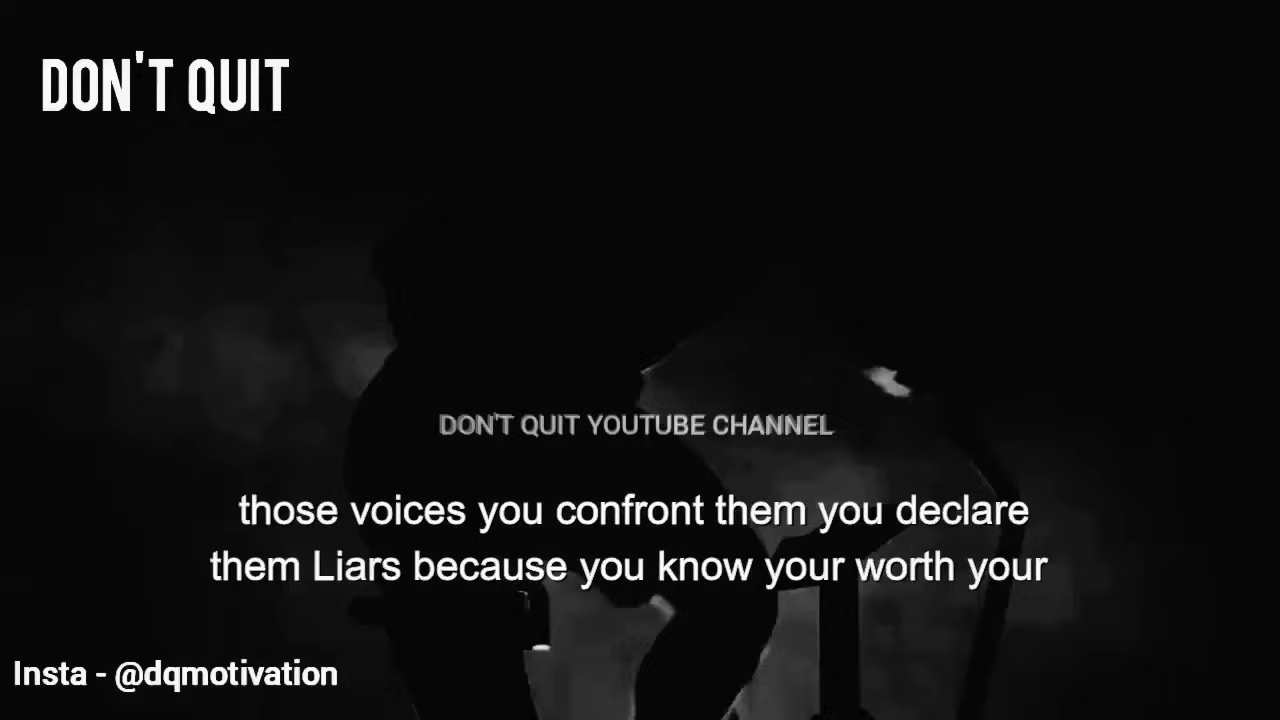 DON'T QUIT
DON'T QUIT YOUTUBE CHANNEL
those voices you confront them you declare
them Liars because you know your worth your
Insta - @dqmotivation